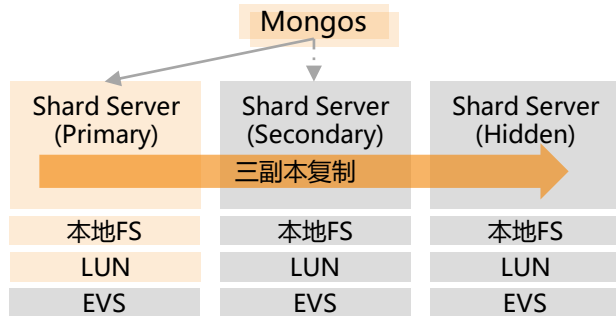 Mongos
Shard Server
(Primary)
Shard Server
(Secondary)
Shard Server
(Hidden)
三副本复制
本地FS
本地FS
本地FS
LUN
LUN
LUN
EVS
EVS
EVS